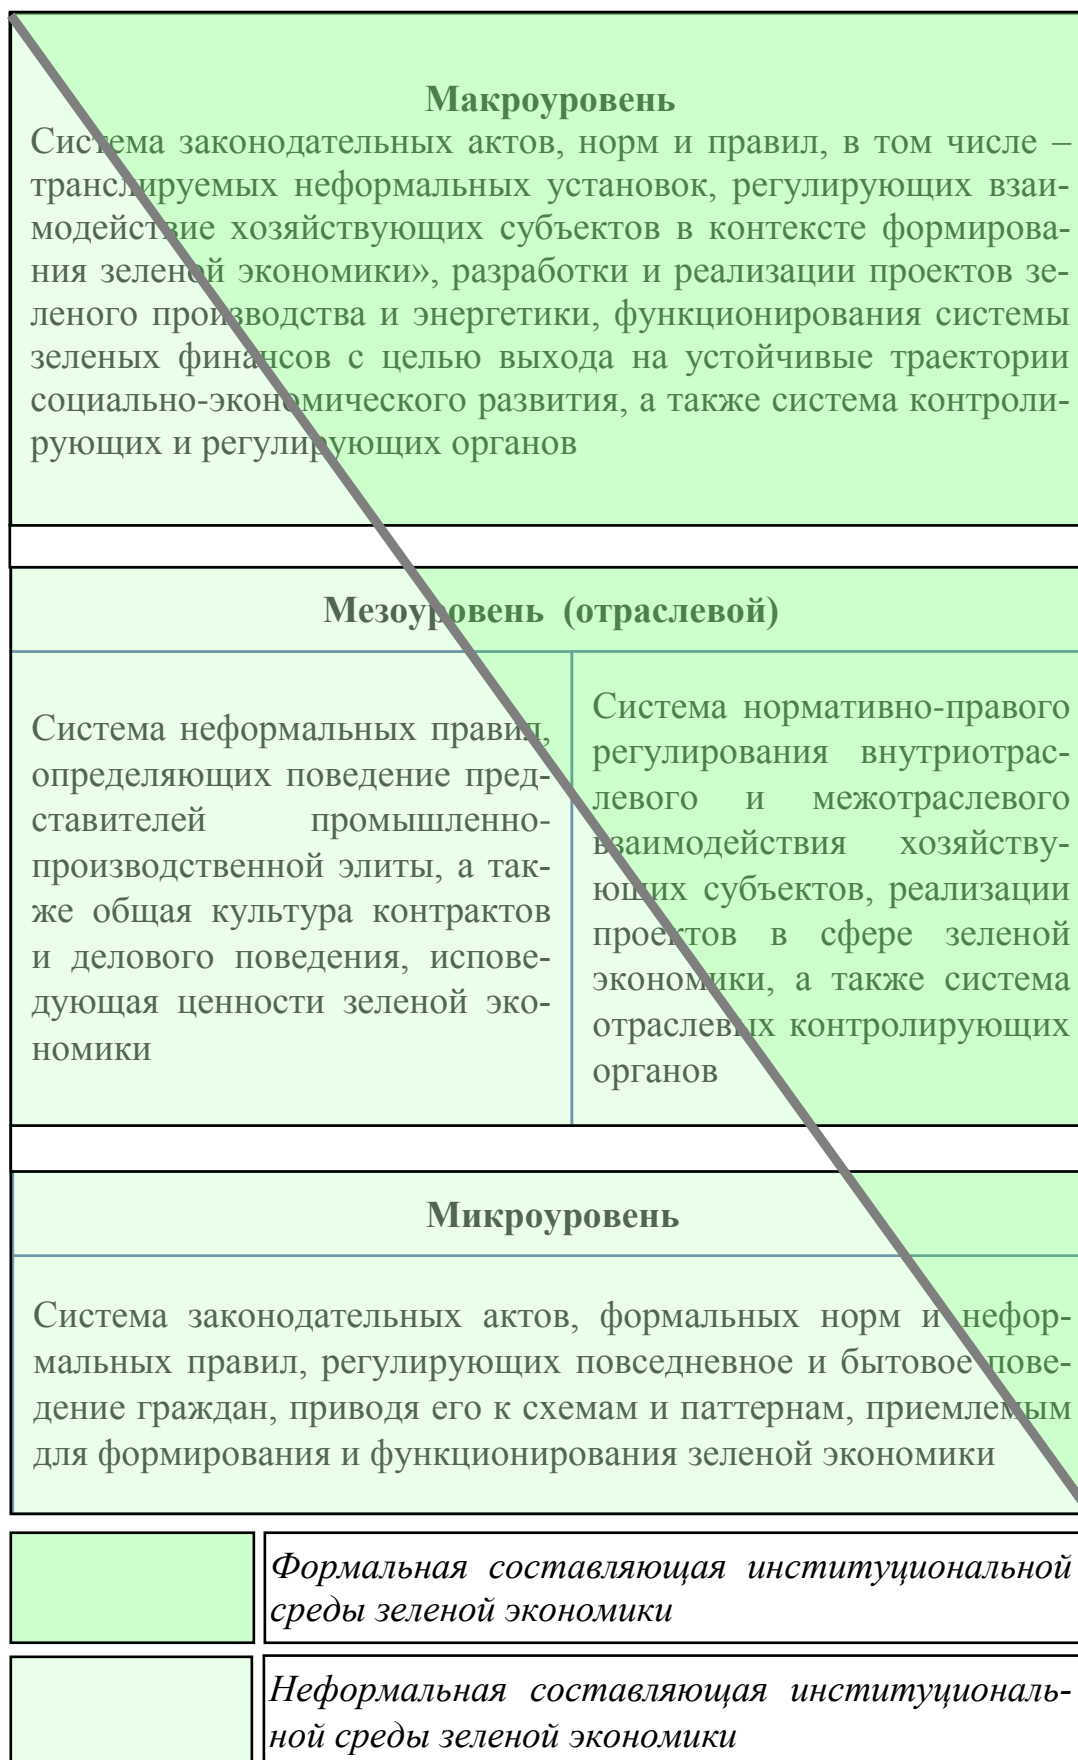 Макроуровень
Система законодательных актов, норм и правил, в том числе –
транслируемых неформальных установок, регулирующих взаи-
модействие хозяйствующих субъектов в контексте формирова-
ния зеленой экономики», разработки и реализации проектов зе-
леного производства и энергетики, функционирования системы
зеленых финансов с целью выхода на устойчивые траектории
социально-экономического развития, а также система контроли-
рующих и регулирующих органов
Мезоуровень (отраслевой)
Система неформальных правил,
определяющих поведение пред-
ставителей промышленно-
производственной элиты, а так-
же общая культура контрактов
и делового поведения, испове-
дующая ценности зеленой эко-
номики
Система нормативно-правого
регулирования внутриотрас-
левого и межотраслевого
взаимодействия хозяйству-
ющих субъектов, реализации
проектов в сфере зеленой
экономики, а также система
отраслевых контролирующих
органов
Микроуровень
Система законодательных актов, формальных норм и нефор-
мальных правил, регулирующих повседневное и бытовое пове-
дение граждан, приводя его к схемам и паттернам, приемлемым
для формирования и функционирования зеленой экономики
Формальная составляющая институциональной
среды зеленой экономики
Неформальная составляющая институциональ-
ной среды зеленой экономики